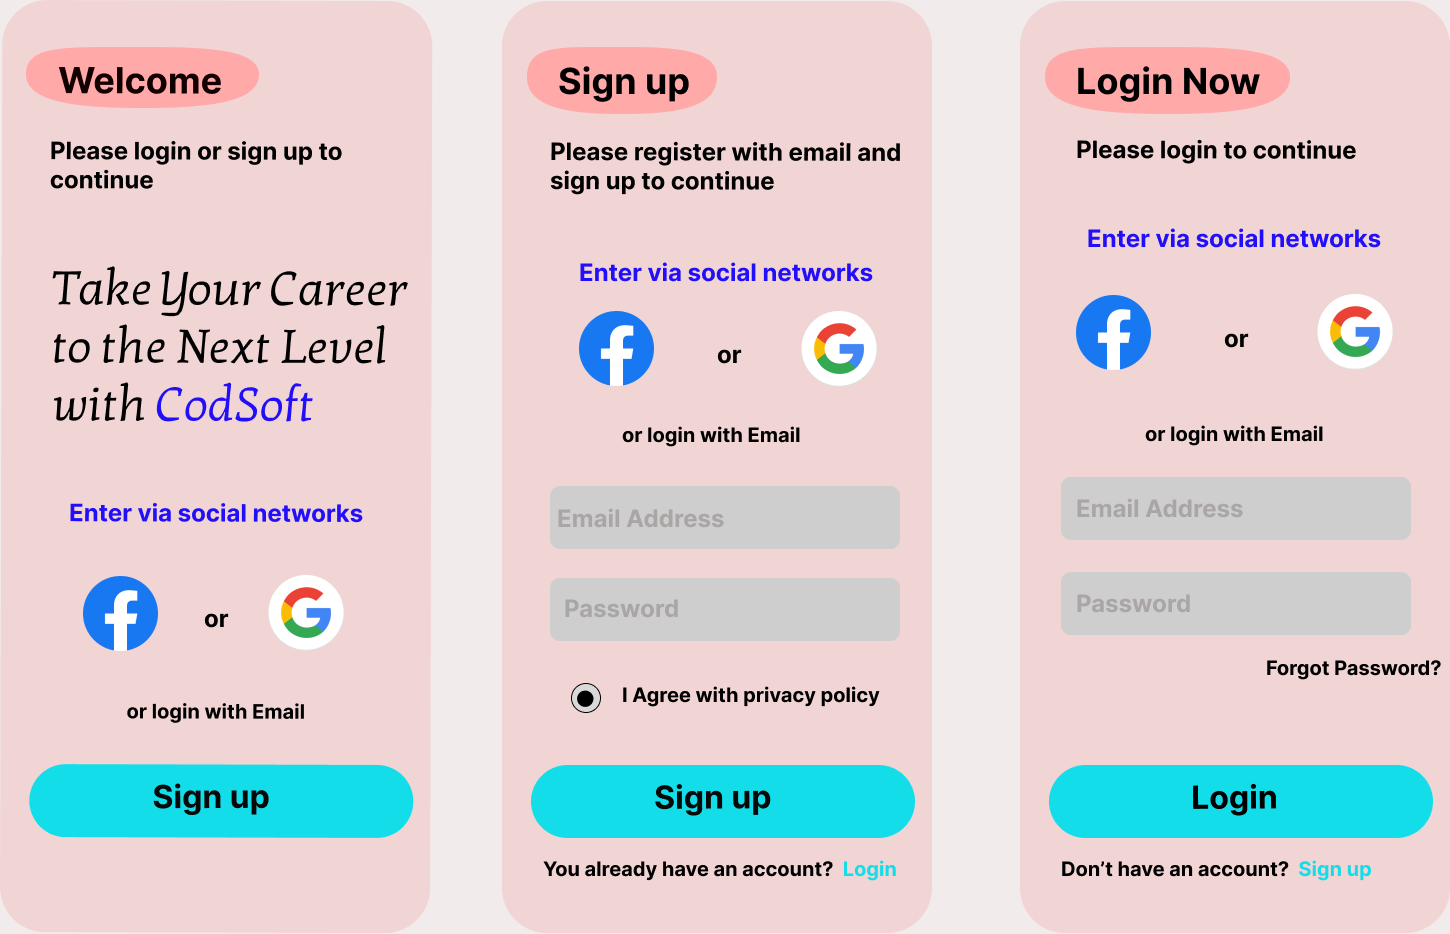 Welcome
Please login or sign up to
continue
Take Your Career
to the Next Level
with CodSoft
Enter via social networks
or
or login with Email
Sign up
Sign up
Please register with email and
sign up to continue
Enter via social networks
or
or login with Email
Email Address
Password
I Agree with privacy policy
Sign up
You already have an account? Login
Login Now
Please login to continue
Enter via social networks
or
or login with Email
Email Address
Password
Forgot Password?
Login
Don’t have an account? Sign up